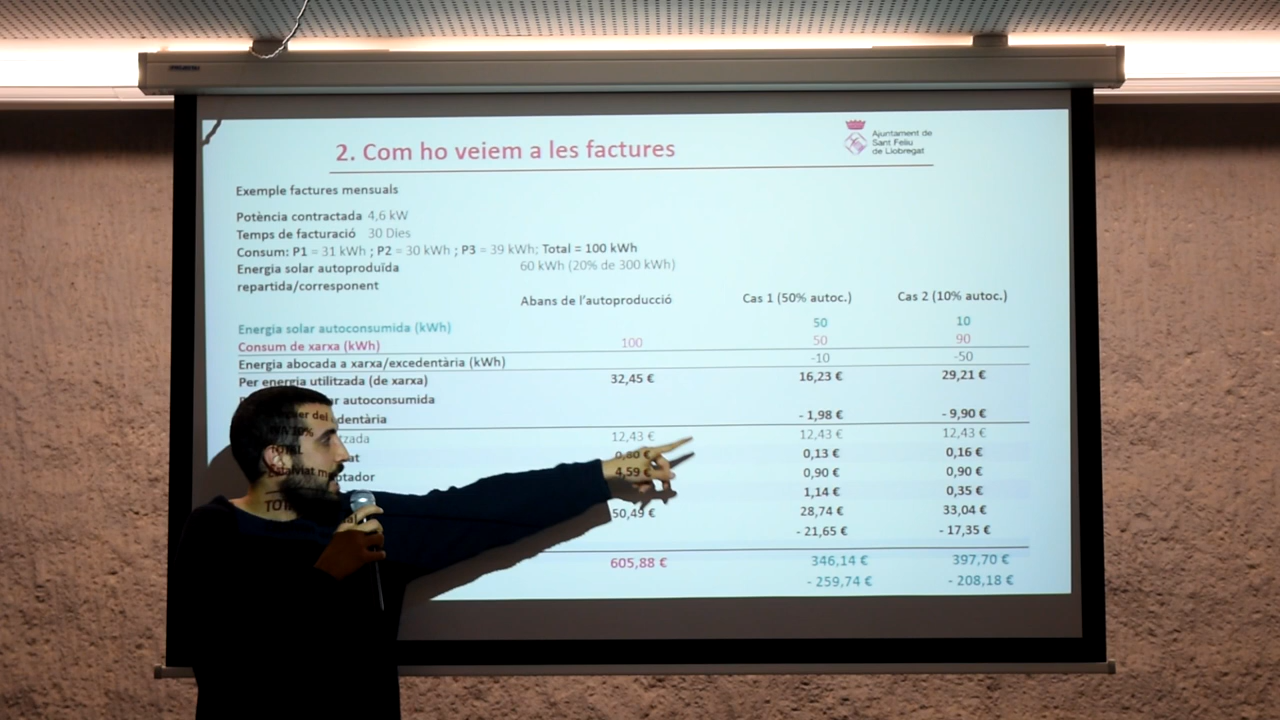 2. Com ho veiem a les factures
Ajuntament de
Sant Feliu
de Llobregat
Exemple factures mensuals
Potència contractada 4,6 kW
Temps de facturació 30 Dies
Consum: P1 = 31 kWh ; P2 = 30 kWh ; P3 = 39 kWh; Total = 100 kWh
Energia solar autoproduïda 60 kWh (20% de 300 kWh)
repartida/corresponent
Abans de l'autoproducció Cas 1 (50% autoc.) Cas 2 (10% autoc.)
Energia solar autoconsumida (kWh) 50 10
Consum de xarxa (kWh) 100 50 90
Energia abocada a xarxa/excedentària (kWh) -10 -50
Per energia utilitzada (de xarxa) 32,45 € 16,23 € 29,21 €
autoconsumida
dentària - 1,98 € - 9,90 €
12,43 € 12,43 € 12,43 €
0,80 € 0,13 € 0,16 €
4,59 € 0,90 € 0,90 €
1,14 € 0,35 €
TOTAL 50,49 € 28,74 € 33,04 €
- 21,65 € - 17,35 €
605,88 € 346,14 € 397,70 €
- 259,74 € - 208,18 €